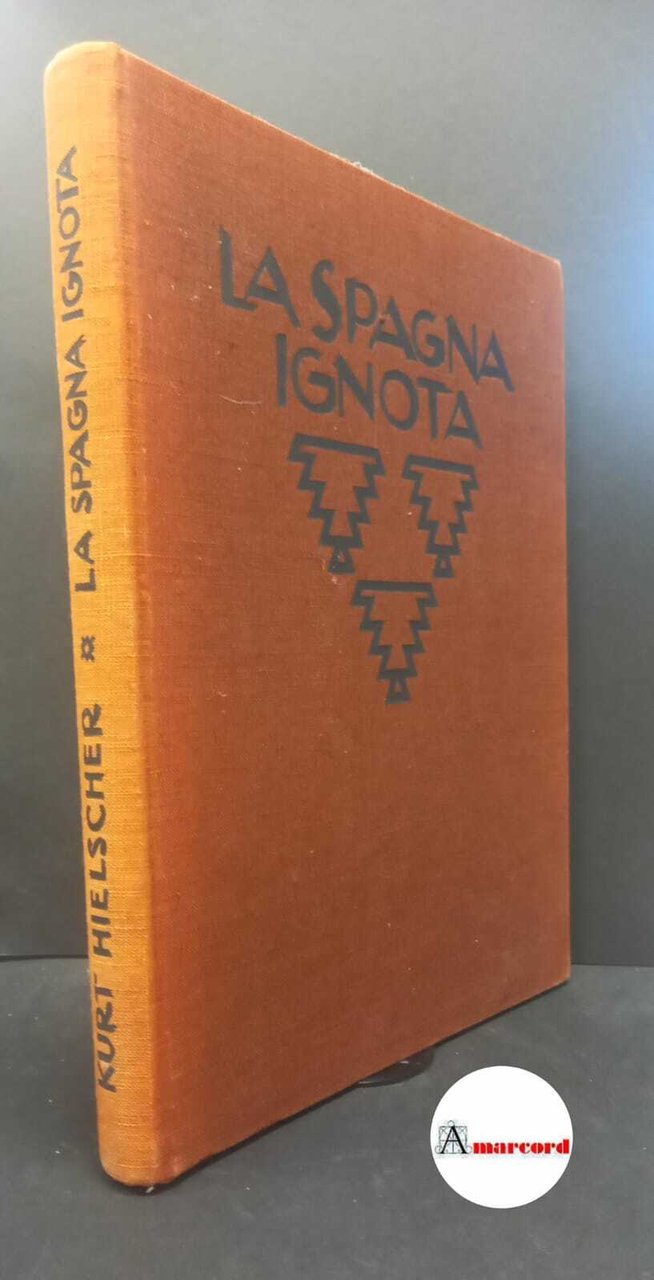 LA SPAGNA
IGNOTA
KURT HIELSCHER ¤ LA SPAGNA IGNOTA
Amarcord